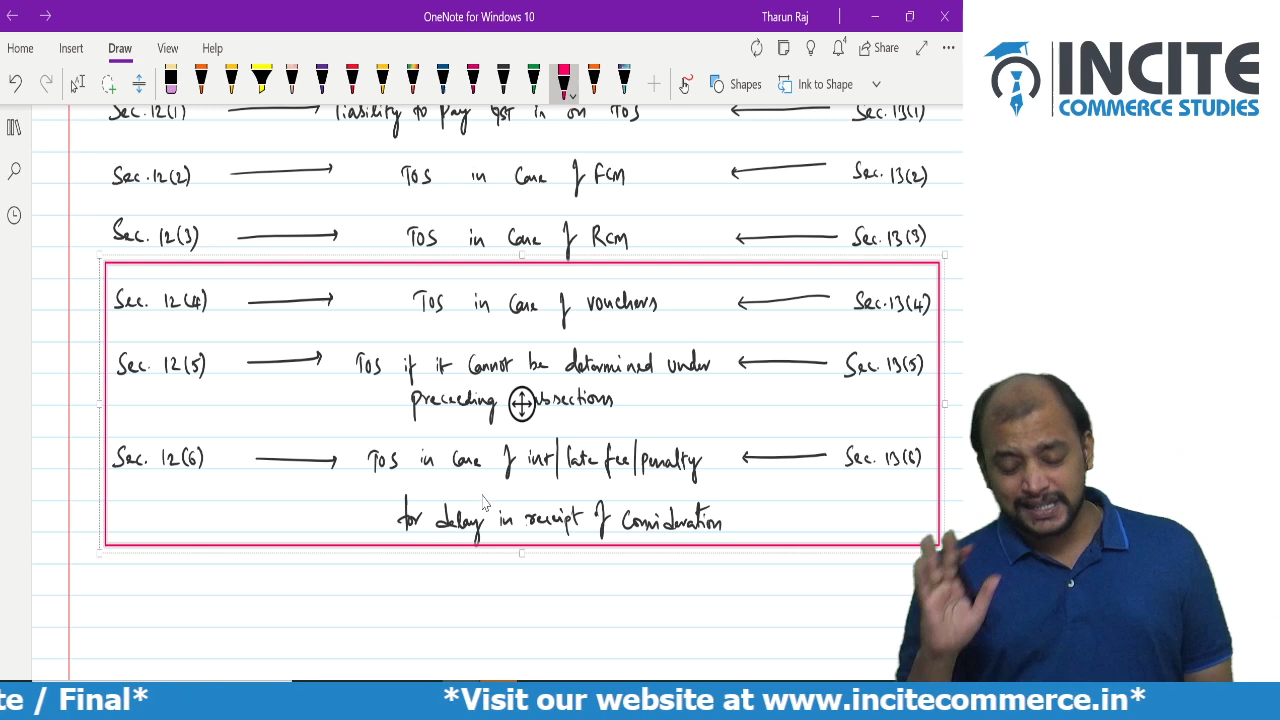 OneNote for Windows 10
Tharun Raj
Home Insert Draw View Help
4 Share
Shapes Ink to Shape
INCITE
COMMERCE STUDIES
Sec.12(1) liability to pay GST is on TOS Sec.13(1)
Sec.12(2) TOS in Case of FCM Sec.13(2)
Sec.12(3) TOS in Case of RCM Sec.13(3)
Sec. 12(4) TOS in Case of vouchers Sec.13(4)
Sec. 12(5) TOS if it cannot be determined under Sec.13(5)
preceding subsections
Sec. 12(6) TOS in Case of int/late fee/penalty Sec.13(6)
for delay in receipt of consideration
te / Final* *Visit our website at www.incitecommerce.in*